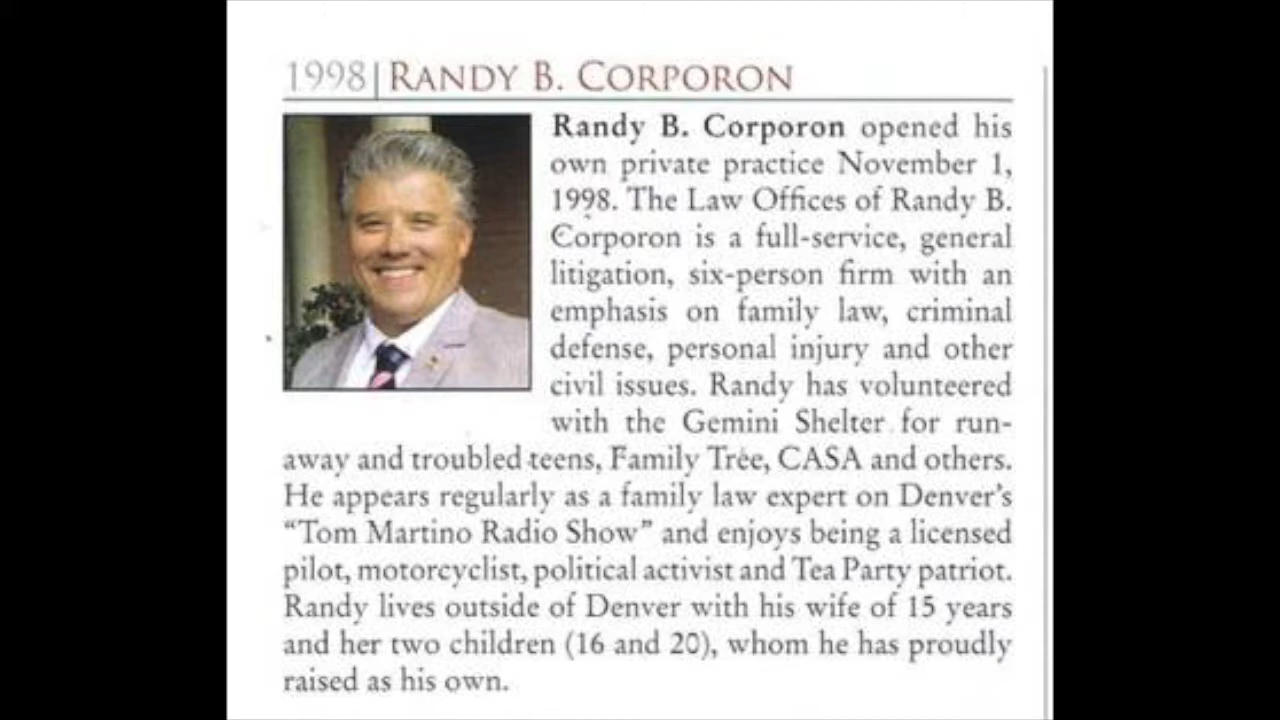 1998 | RANDY B. CORPORON
Randy B. Corporon opened his
own private practice November 1,
1998. The Law Offices of Randy B.
Corporon is a full-service, general
litigation, six-person firm with an
emphasis on family law, criminal
defense, personal injury and other
civil issues. Randy has volunteered
with the Gemini Shelter for run-
away and troubled teens, Family Tree, CASA and others.
He appears regularly as a family law expert on Denver's
“Tom Martino Radio Show” and enjoys being a licensed
pilot, motorcyclist, political activist and Tea Party patriot.
Randy lives outside of Denver with his wife of 15 years
and her two children (16 and 20), whom he has proudly
raised as his own.